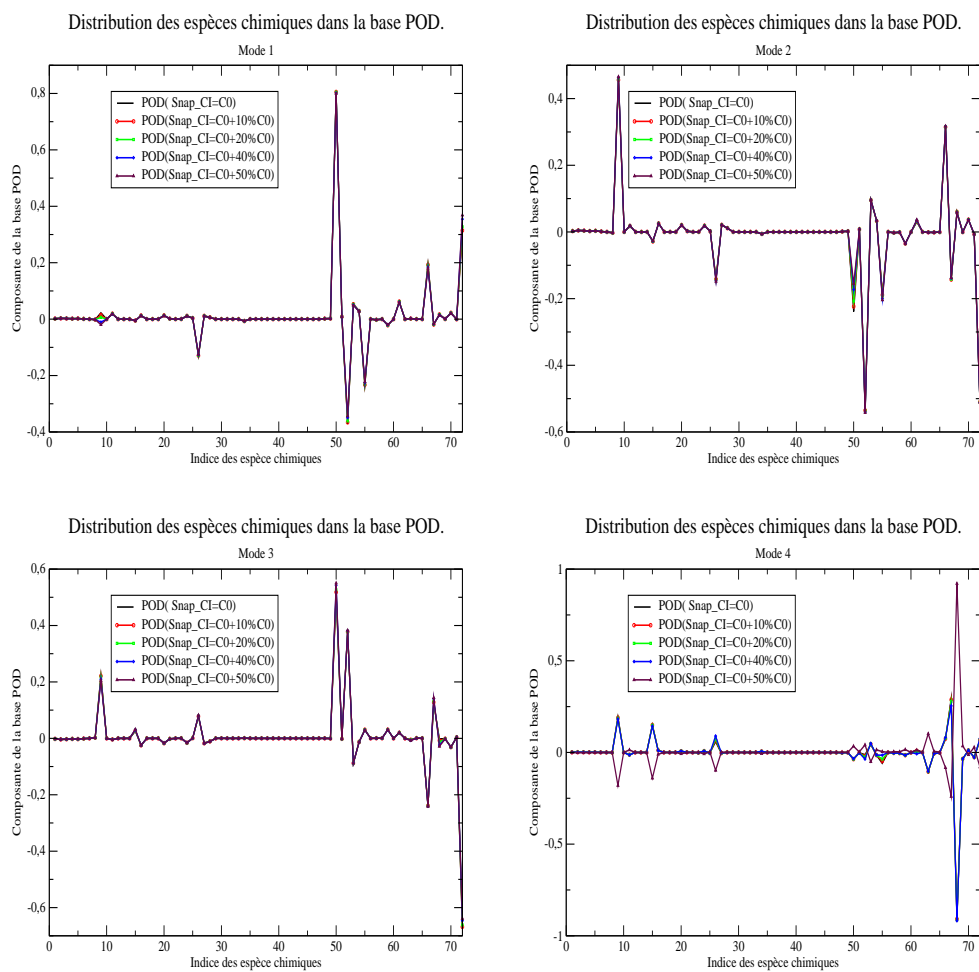 Distribution des espèces chimiques dans la base POD.
Mode 1
Composante de la base POD
0,8
0,6
0,4
0,2
0
-0,2
-0,4
POD( Snap_CI=C0)
POD(Snap_CI=C0+10%C0)
POD(Snap_CI=C0+20%C0)
POD(Snap_CI=C0+40%C0)
POD(Snap_CI=C0+50%C0)
0 10 20 30 40 50 60 70
Indice des espèce chimiques
Distribution des espèces chimiques dans la base POD.
Mode 2
Composante de la base POD
0,4
0,2
0
-0,2
-0,4
-0,6
POD( Snap_CI=C0)
POD(Snap_CI=C0+10%C0)
POD(Snap_CI=C0+20%C0)
POD(Snap_CI=C0+40%C0)
POD(Snap_CI=C0+50%C0)
0 10 20 30 40 50 60 70
Indice des espèce chimiques
Distribution des espèces chimiques dans la base POD.
Mode 3
Composante de la base POD
0,6
0,4
0,2
0
-0,2
-0,4
-0,6
POD( Snap_CI=C0)
POD(Snap_CI=C0+10%C0)
POD(Snap_CI=C0+20%C0)
POD(Snap_CI=C0+40%C0)
POD(Snap_CI=C0+50%C0)
0 10 20 30 40 50 60 70
Indice des espèce chimiques
Distribution des espèces chimiques dans la base POD.
Mode 4
Composante de la base POD
1
0,5
0
-0,5
-1
POD( Snap_CI=C0)
POD(Snap_CI=C0+10%C0)
POD(Snap_CI=C0+20%C0)
POD(Snap_CI=C0+40%C0)
POD(Snap_CI=C0+50%C0)
0 10 20 30 40 50 60 70
Indice des espèce chimiques